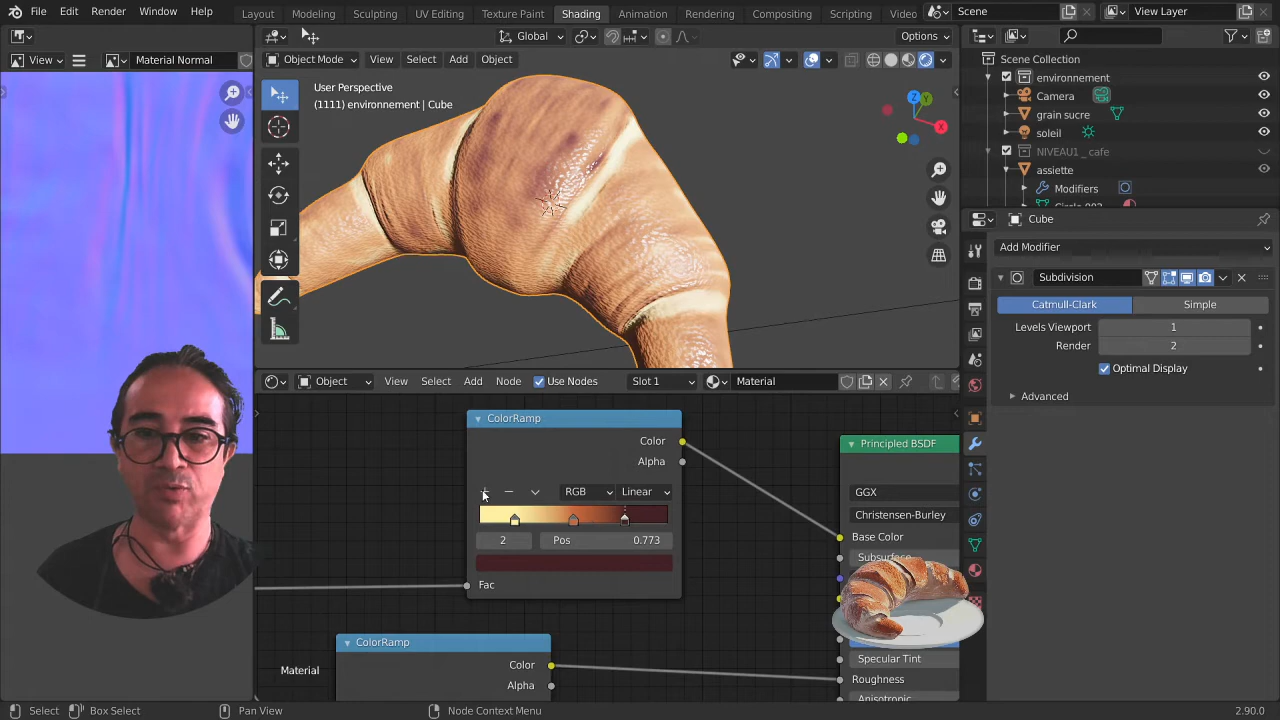 File Edit Render Window Help Layout Modeling Sculpting UV Editing Texture Paint Shading Animation Rendering Compositing Scripting Video Scene View Layer
Global Options
View Material Normal Object Mode View Select Add Object
User Perspective
(1111) environnement | Cube
Scene Collection
environnement
Camera
grain sucre
soleil
NIVEAU1_cafe
assiette
Modifiers
Cube
Add Modifier
Subdivision
Catmull-Clark Simple
Levels Viewport 1
Render 2
Optimal Display
Advanced
Object View Select Add Node Use Nodes Slot 1 Material
ColorRamp
Color
Alpha
RGB Linear
2 Pos 0.773
Fac
Principled BSDF
GGX
Christensen-Burley
Base Color
Subsurface
Specular Tint
Roughness
Anisotropic
ColorRamp
Color
Alpha
Material
Select Box Select Pan View Node Context Menu 2.90.0